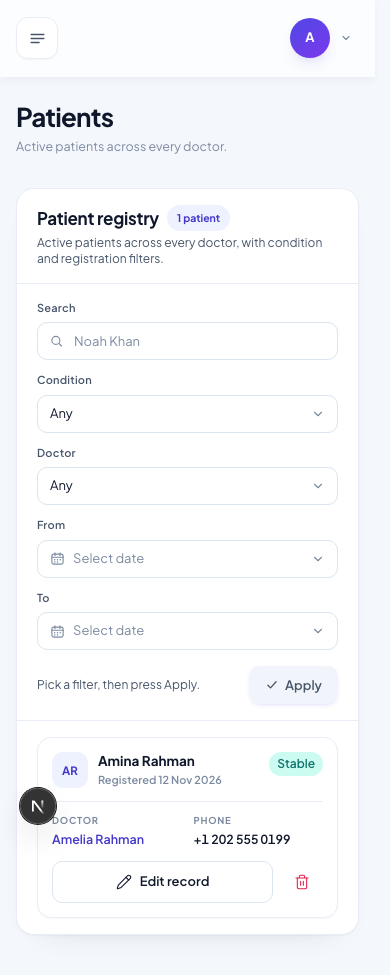 A
Patients
Active patients across every doctor.
Patient registry
1 patient
Active patients across every doctor, with condition
and registration filters.
Search
Noah Khan
Condition
Any
Doctor
Any
From
Select date
To
Select date
Pick a filter, then press Apply.
Apply
AR
Amina Rahman
Registered 12 Nov 2026
Stable
N
DOCTOR
PHONE
Amelia Rahman
+1 202 555 0199
Edit record